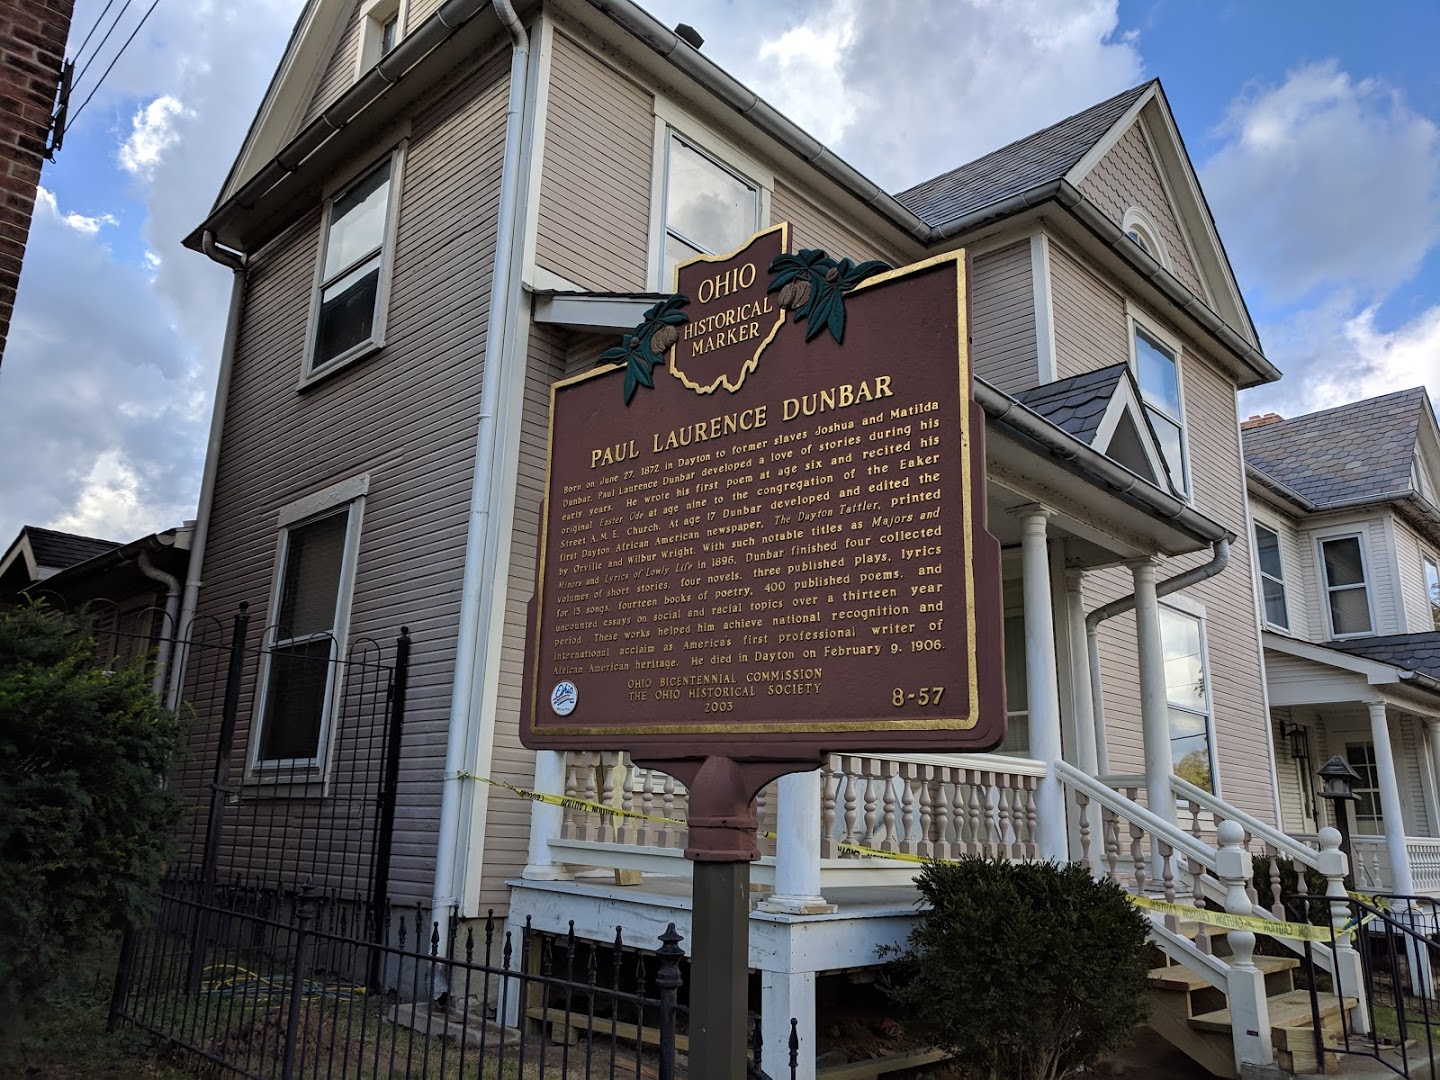 OHIO
HISTORICAL
MARKER
PAUL LAURENCE DUNBAR
Born on June 27, 1872 in Dayton to former slaves Joshua and Matilda
Dunbar, Paul Laurence Dunbar developed a love of stories during his
early years. He wrote his first poem at age six and recited his
original Easter Ode at age nine to the congregation of the Eaker
Street A. M. E. Church. At age 17 Dunbar developed and edited the
first Dayton African American newspaper, The Dayton Tattler, printed
by Orville and Wilbur Wright. With such notable titles as Majors and
Minors and Lyrics of Lowly Life in 1896, Dunbar finished four collected
volumes of short stories, four novels, three published plays, lyrics
for 13 songs, fourteen books of poetry, 400 published poems, and
uncounted essays on social and racial topics over a thirteen year
period. These works helped him achieve national recognition and
international acclaim as America's first professional writer of
African American heritage. He died in Dayton on February 9, 1906.
OHIO BICENTENNIAL COMMISSION
THE OHIO HISTORICAL SOCIETY
2003
8-57
Ohio
CAUTION
CAUTION
CAUTION